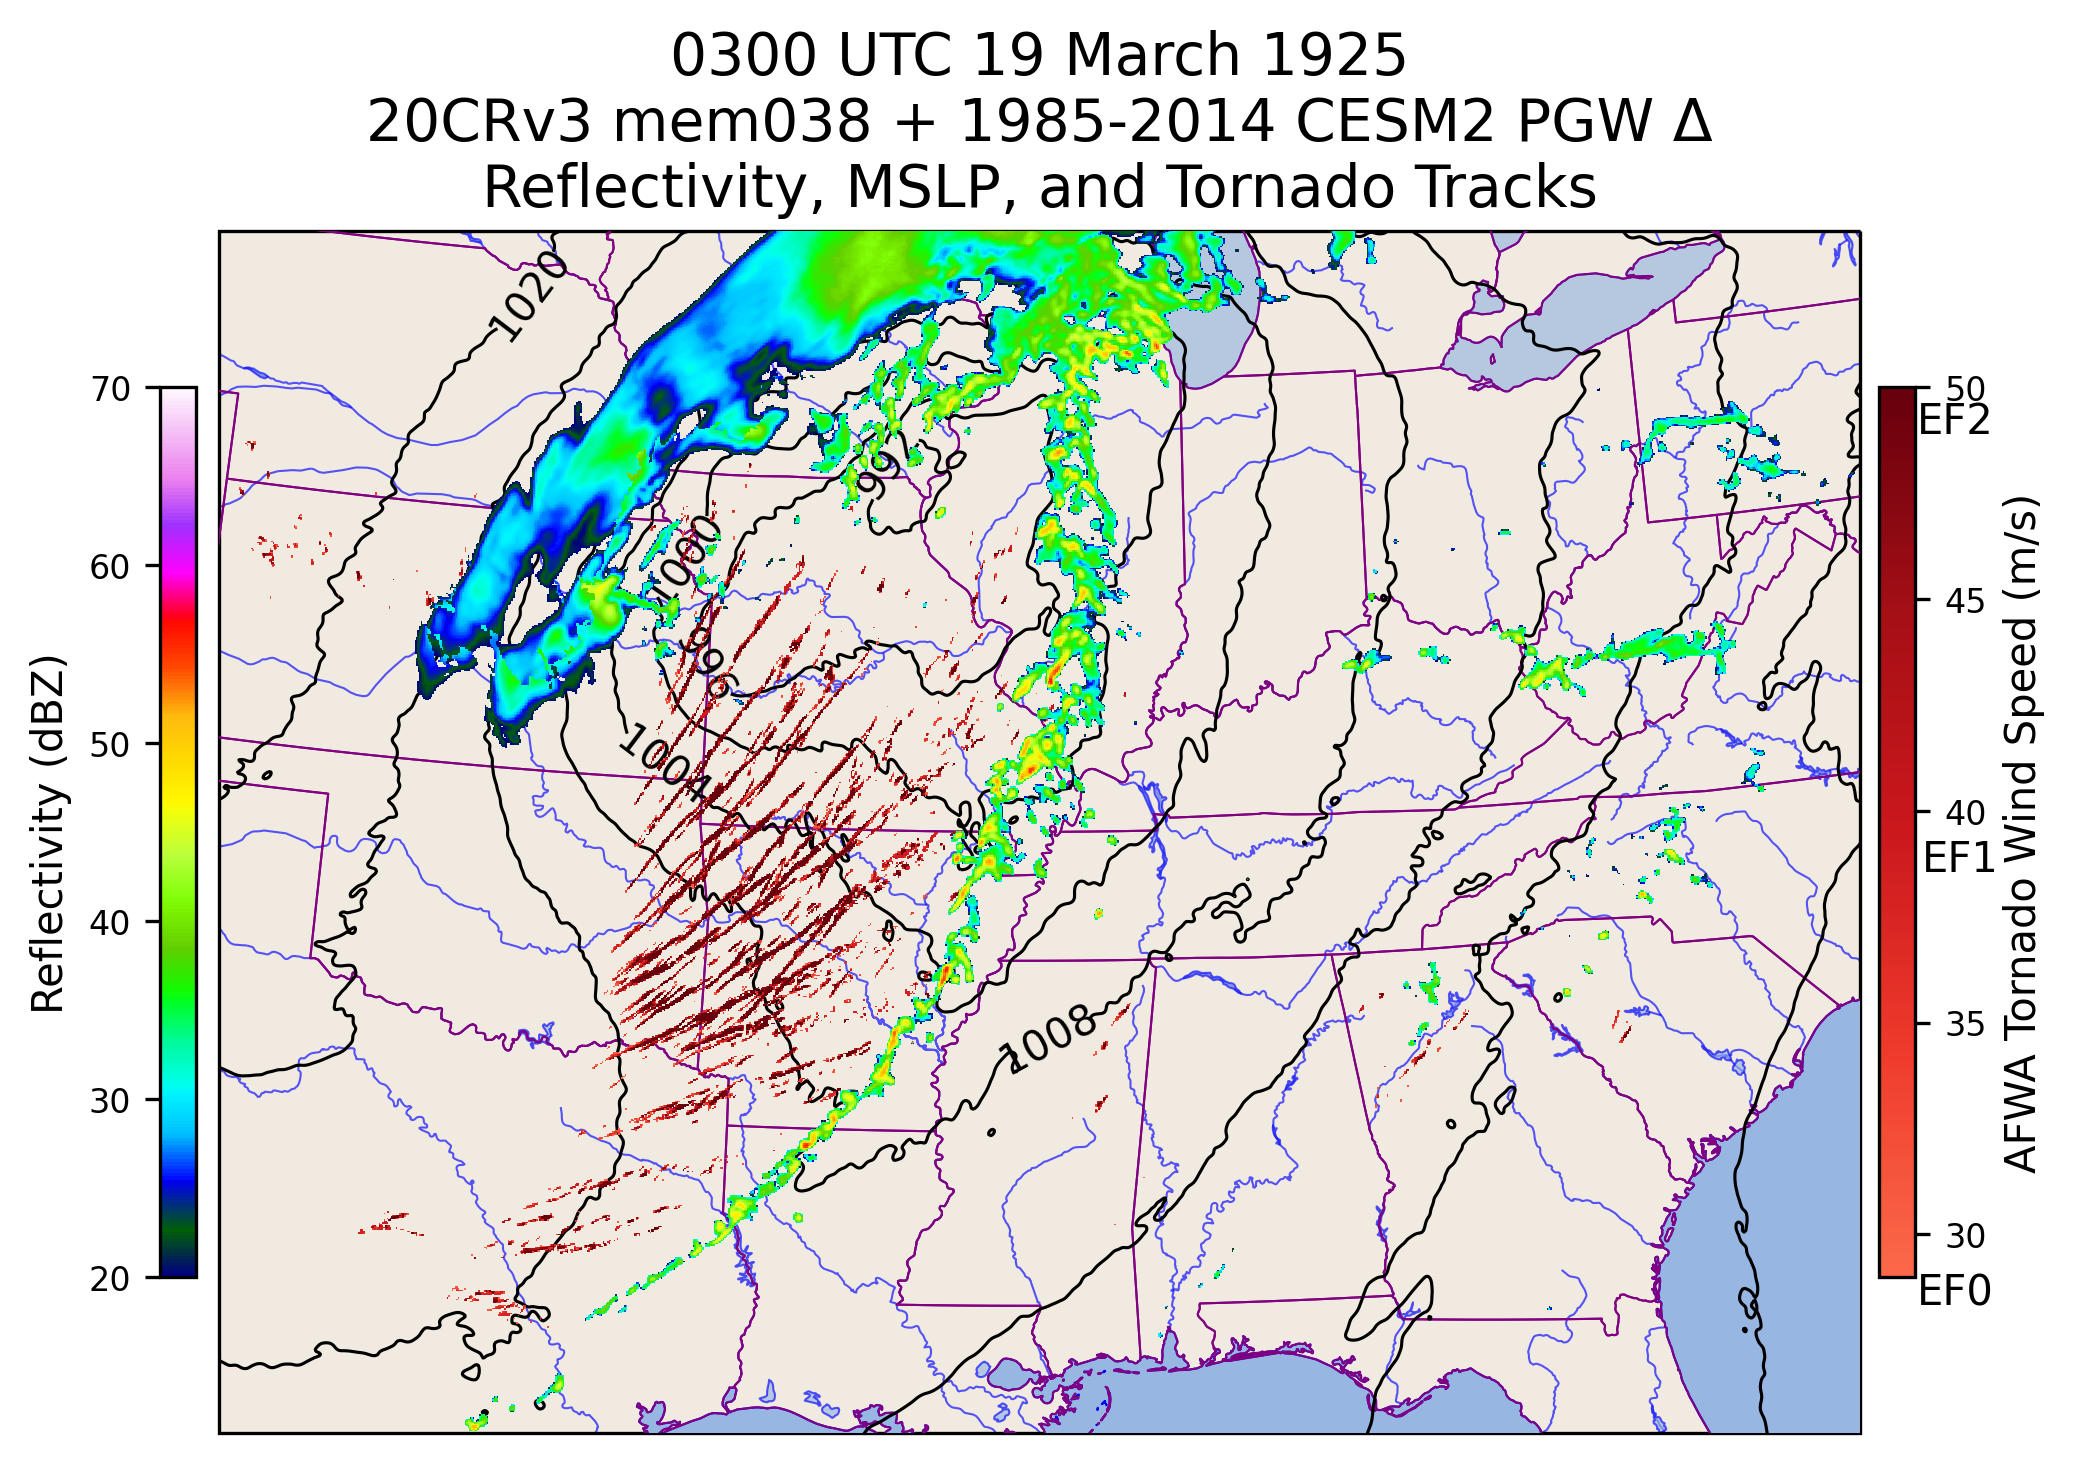 0300 UTC 19 March 1925
20CRv3 mem038 + 1985-2014 CESM2 PGW Δ
Reflectivity, MSLP, and Tornado Tracks
Reflectivity (dBZ)
70
60
50
40
30
20
1020
997
1000
996
1004
1008
50
EF2
45
40
EF1
35
30
EF0
AFWA Tornado Wind Speed (m/s)